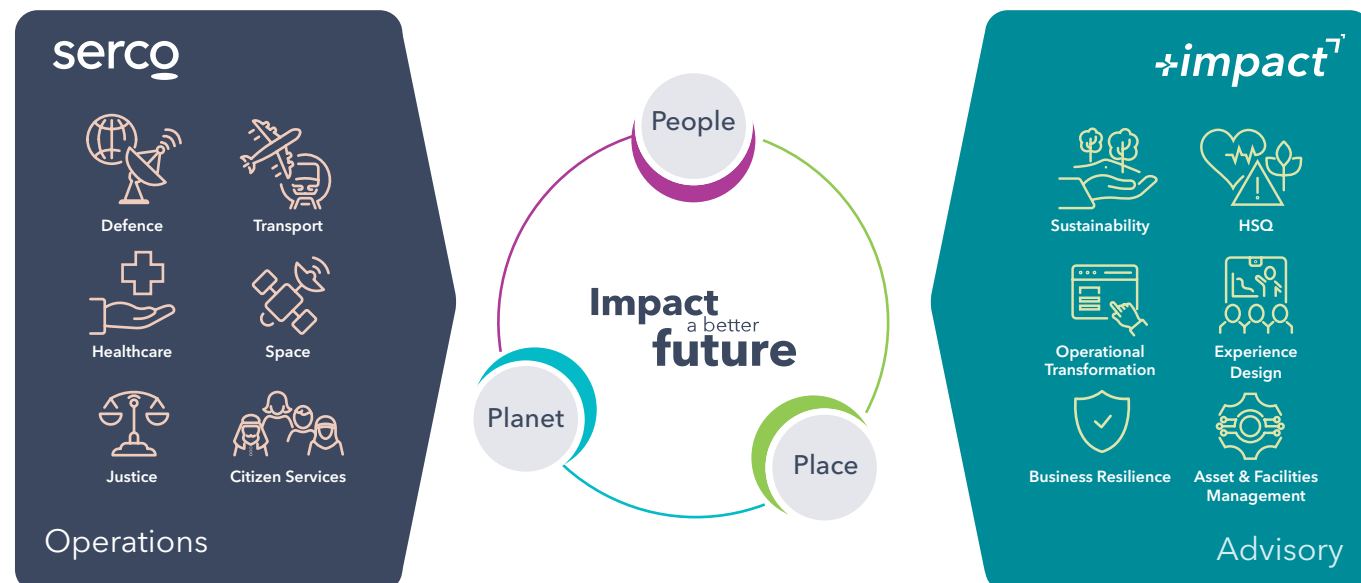 serco
Defence
Transport
Healthcare
Space
Justice
Citizen Services
Operations
People
Impact
a better
future
Planet
Place
+impact
Sustainability
HSQ
Operational
Transformation
Experience
Design
Business Resilience
Asset & Facilities
Management
Advisory